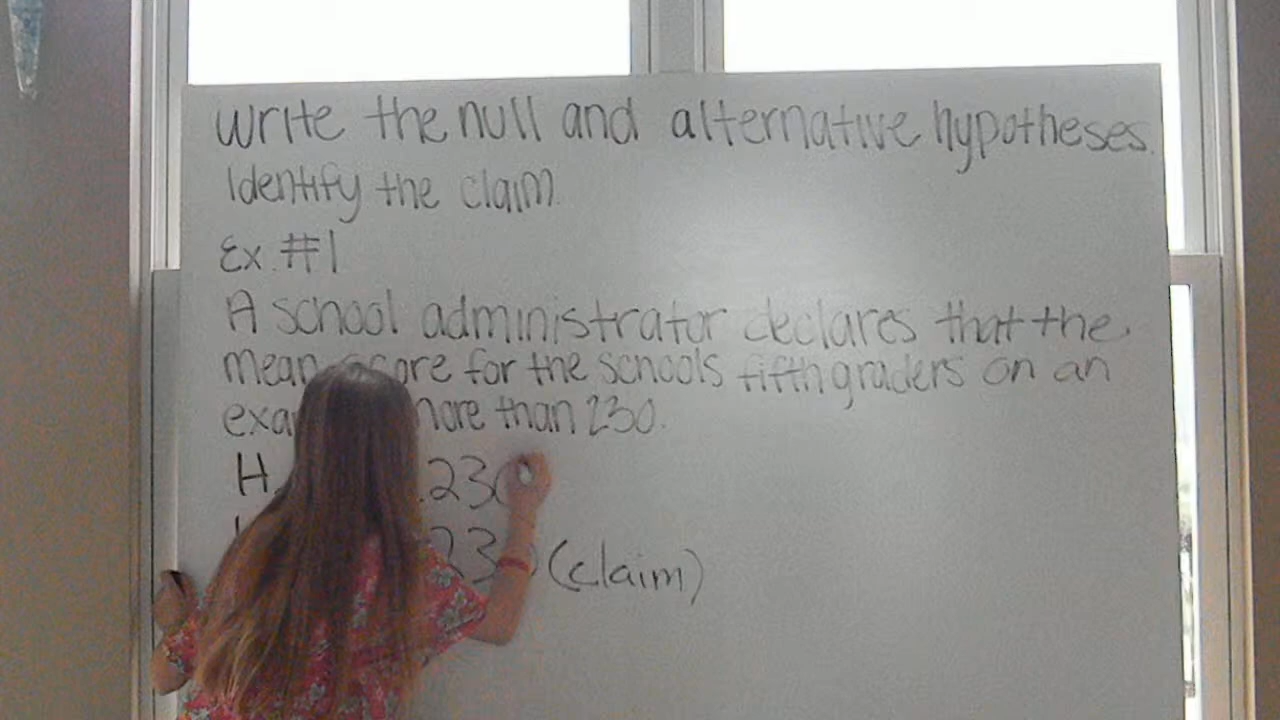 Write the null and alternative hypotheses.
Identify the claim.
Ex. #1
A school administrator declares that the
mean score for the schools fifth graders on an
more than 230.
H 230
230 (claim)